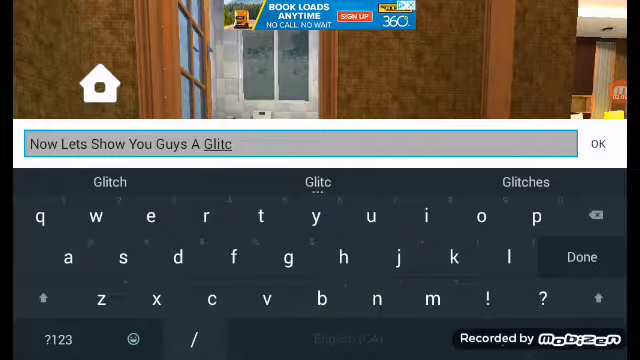 BOOK LOADS
ANYTIME
NO CALL, NO WAIT.
SIGN UP
360
Now Lets Show You Guys A Glitc
OK
Glitch Glitc Glitches
q w e r t y u i o p
a s d f g h j k l Done
z x c v b n m ! ?
?123 / English (CA)
Recorded by MOBIZEN